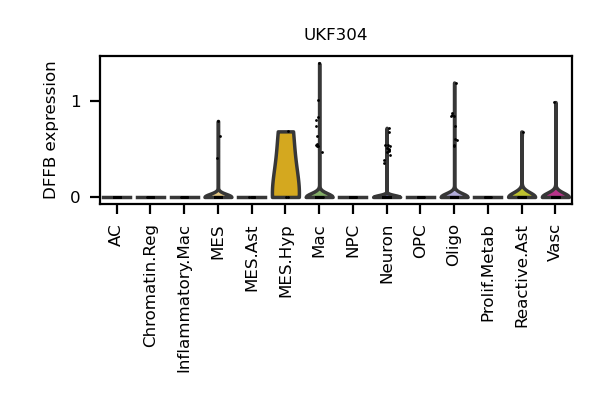 UKF304
DFFB expression
1
0
AC
Chromatin.Reg
Inflammatory.Mac
MES
MES.Ast
MES.Hyp
Mac
NPC
Neuron
OPC
Oligo
Prolif.Metab
Reactive.Ast
Vasc